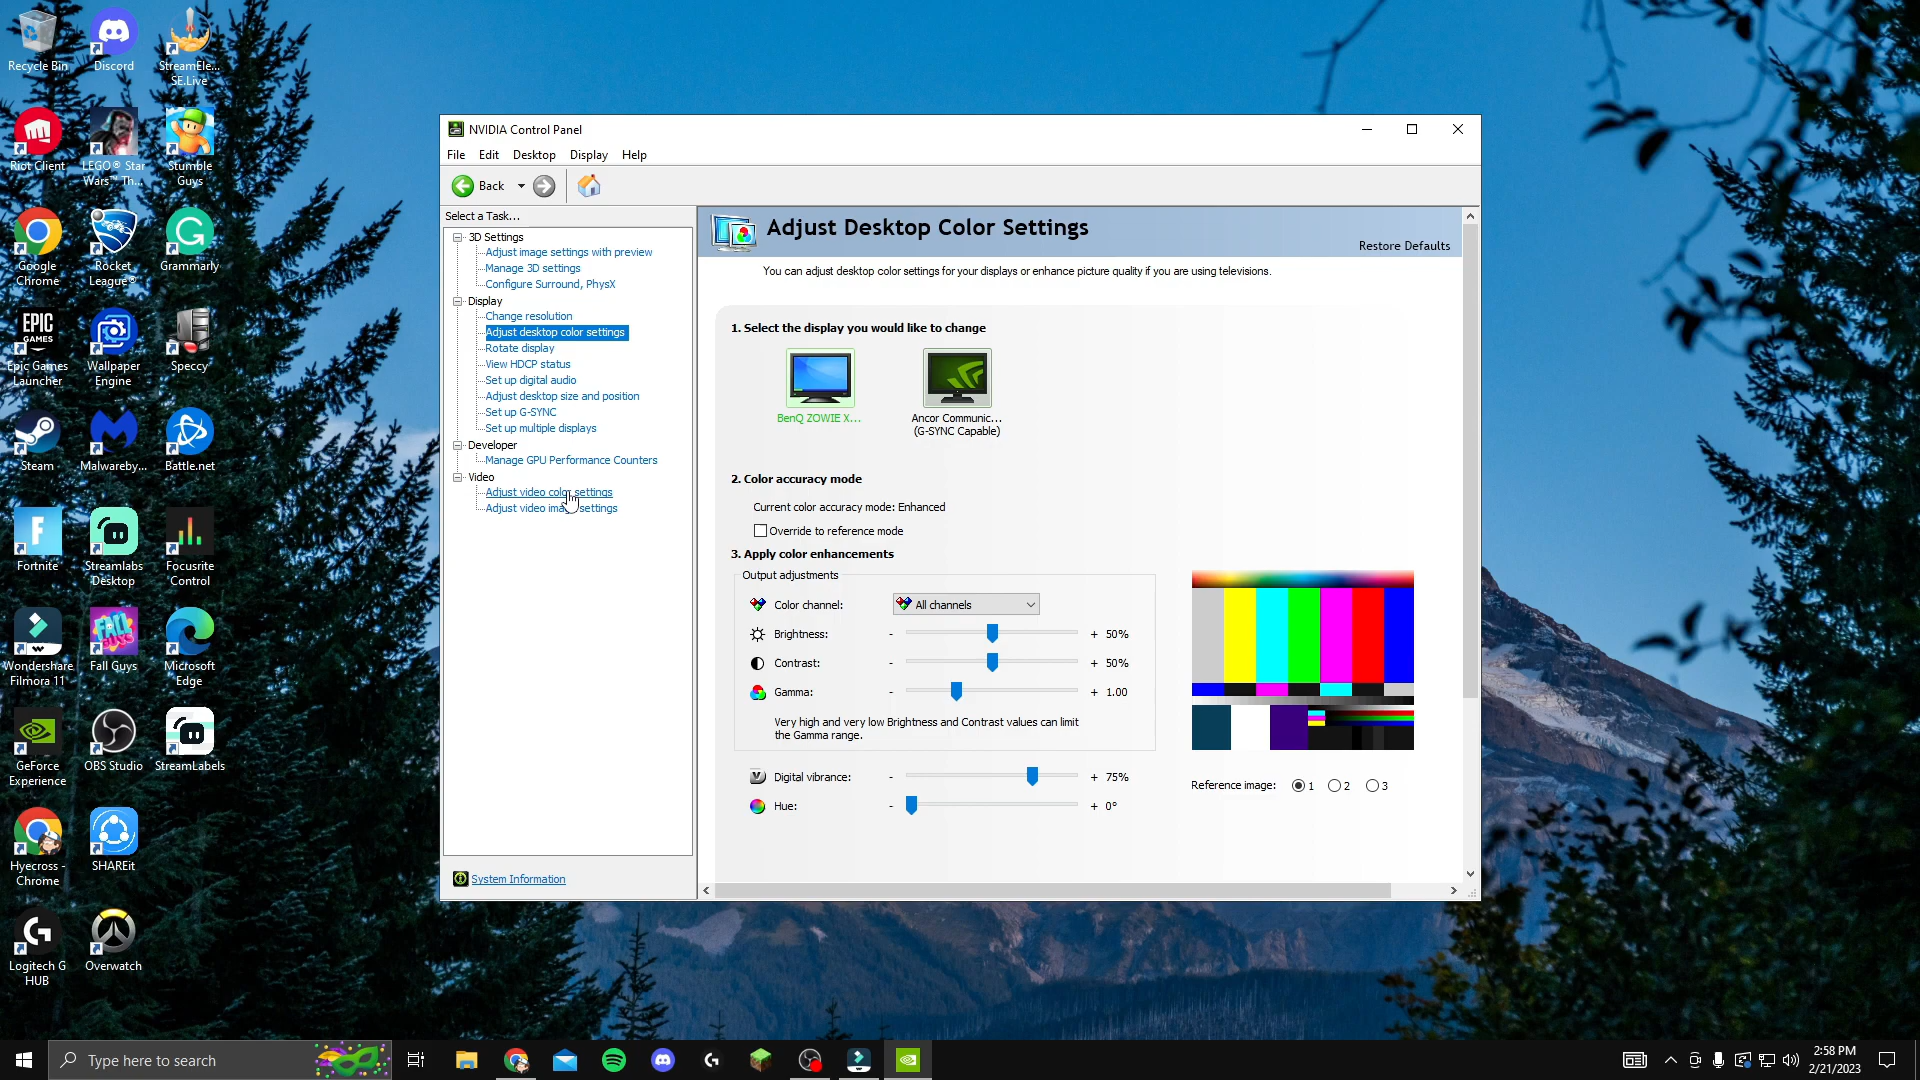 Recycle Bin
Discord
StreamEle...
SE.Live
Riot Client
LEGO® Star
Wars™ Th...
Stumble
Guys
Google
Chrome
Rocket
League®
Grammarly
EPIC
GAMES
Epic Games
Launcher
Wallpaper
Engine
Speccy
Steam
Malwareby...
Battle.net
Fortnite
Streamlabs
Desktop
Focusrite
Control
Wondershare
Filmora 11
FALL
GUYS
Fall Guys
Microsoft
Edge
GeForce
Experience
OBS Studio
StreamLabels
Hyecross -
Chrome
SHAREit
Logitech G
HUB
Overwatch
NVIDIA Control Panel
File Edit Desktop Display Help
Back
Select a Task...
3D Settings
Adjust image settings with preview
Manage 3D settings
Configure Surround, PhysX
Display
Change resolution
Adjust desktop color settings
Rotate display
View HDCP status
Set up digital audio
Adjust desktop size and position
Set up G-SYNC
Set up multiple displays
Developer
Manage GPU Performance Counters
Video
Adjust video color settings
Adjust video settings
System Information
Adjust Desktop Color Settings
Restore Defaults
You can adjust desktop color settings for your displays or enhance picture quality if you are using televisions.
1. Select the display you would like to change
BenQ ZOWIE X...
Ancor Communic...
(G-SYNC Capable)
2. Color accuracy mode
Current color accuracy mode: Enhanced
Override to reference mode
3. Apply color enhancements
Output adjustments
Color channel: All channels
Brightness: - + 50%
Contrast: - + 50%
Gamma: - + 1.00
Very high and very low Brightness and Contrast values can limit
the Gamma range.
Digital vibrance: - + 75%
Hue: - + 0°
Reference image: 1 2 3
Type here to search
2:58 PM
2/21/2023